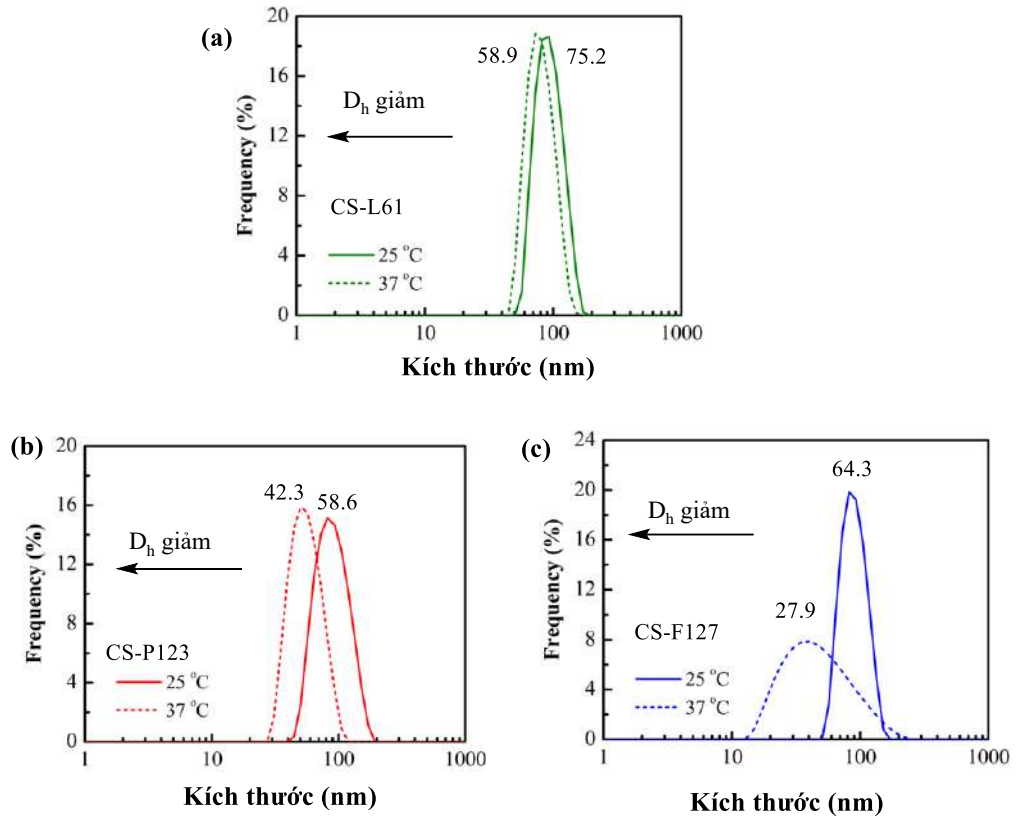 (a)
20
16
12
8
4
0
Frequency (%)
58.9
75.2
Dh giảm
CS-L61
25 °C
37 °C
1
10
100
1000
Kích thước (nm)
(b)
20
16
12
8
4
0
Frequency (%)
42.3
58.6
Dh giảm
CS-P123
25 °C
37 °C
1
10
100
1000
Kích thước (nm)
(c)
24
20
16
12
8
4
0
Frequency (%)
64.3
Dh giảm
27.9
CS-F127
25 °C
37 °C
1
10
100
1000
Kích thước (nm)